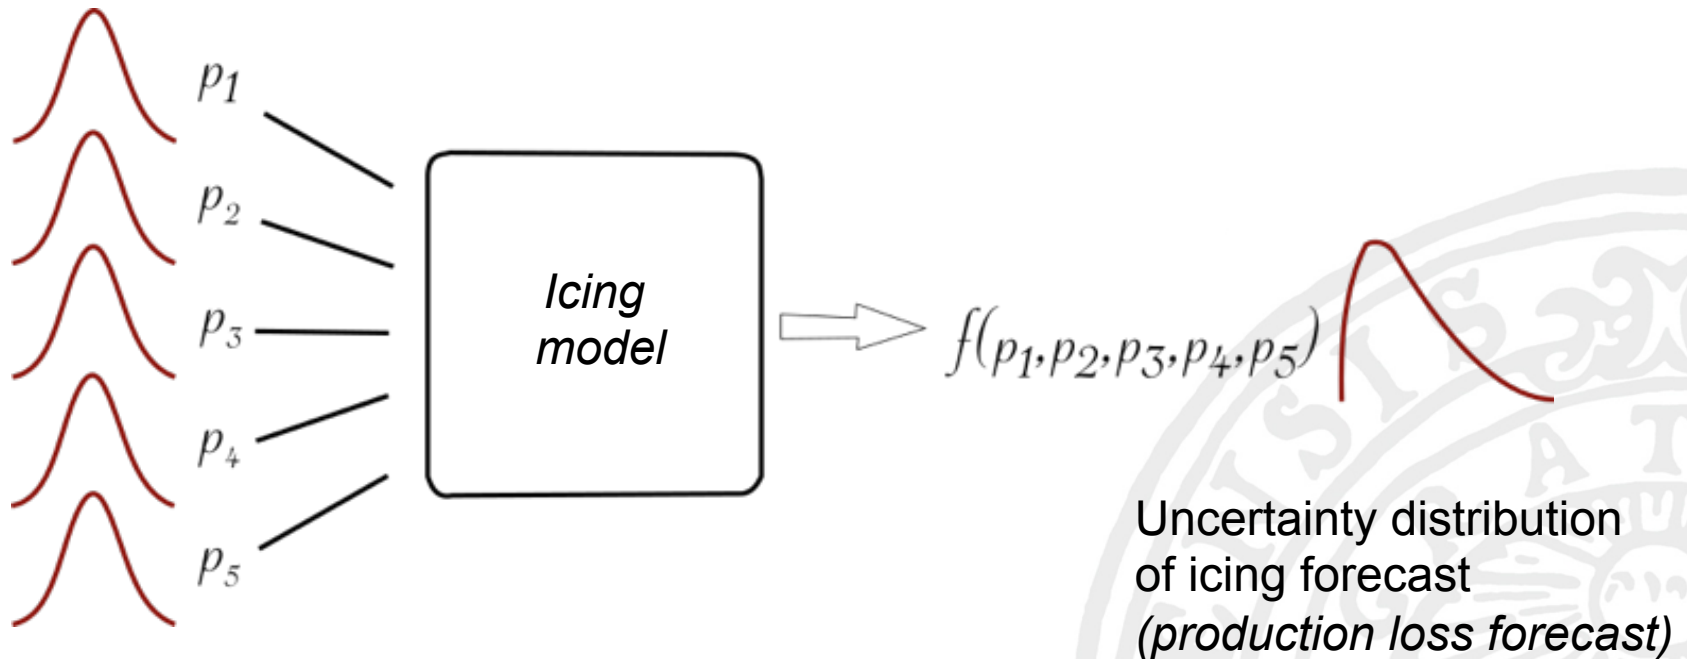 p1
p2
p3
p4
p5
Icing
model
f(p1,p2,p3,p4,p5)
Uncertainty distribution
of icing forecast
(production loss forecast)